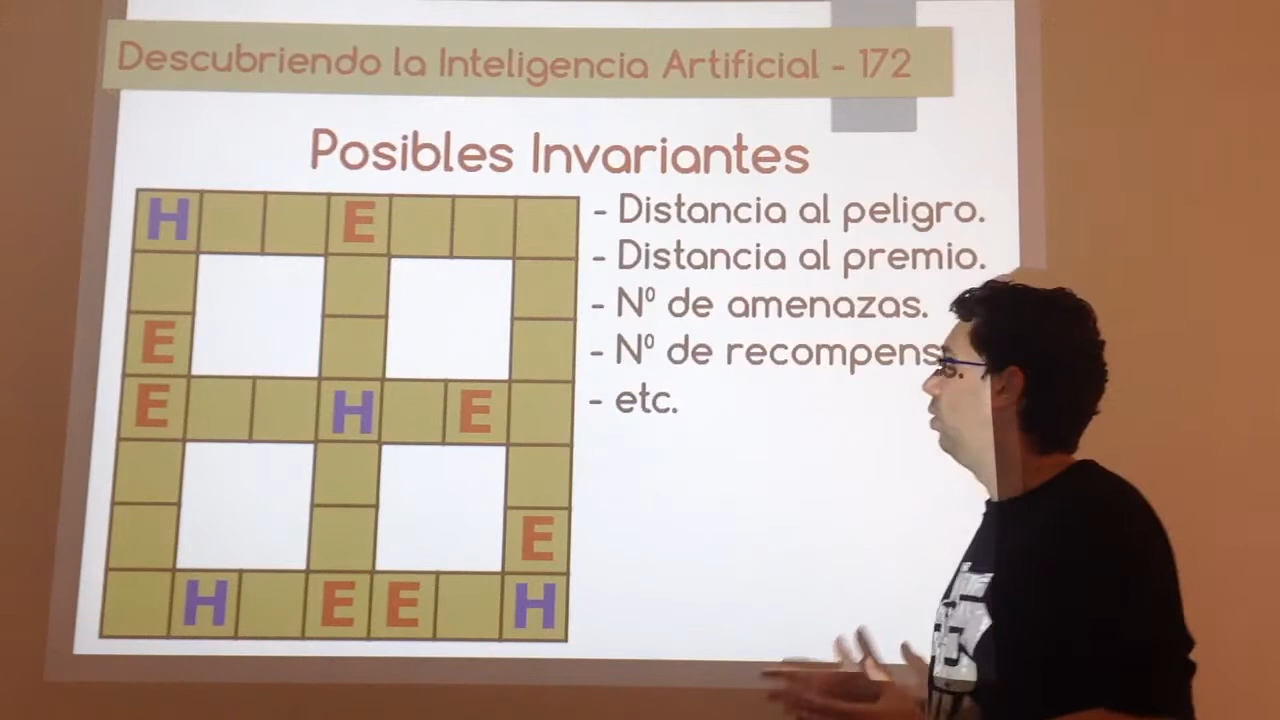 Descubriendo la Inteligencia Artificial - 172
Posibles Invariantes
- Distancia al peligro.
- Distancia al premio.
- Nº de amenazas.
- Nº de recompens
- etc.
H E
E
E H E
E
H E E H